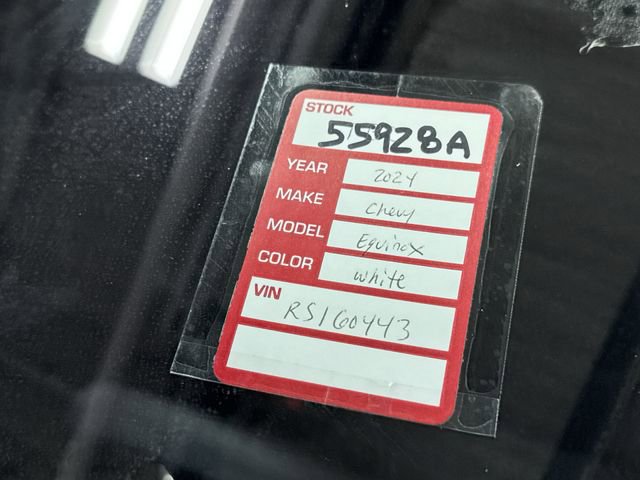 STOCK
55928A
YEAR 2024
MAKE Chevy
MODEL Equinox
COLOR white
VIN
RS160443